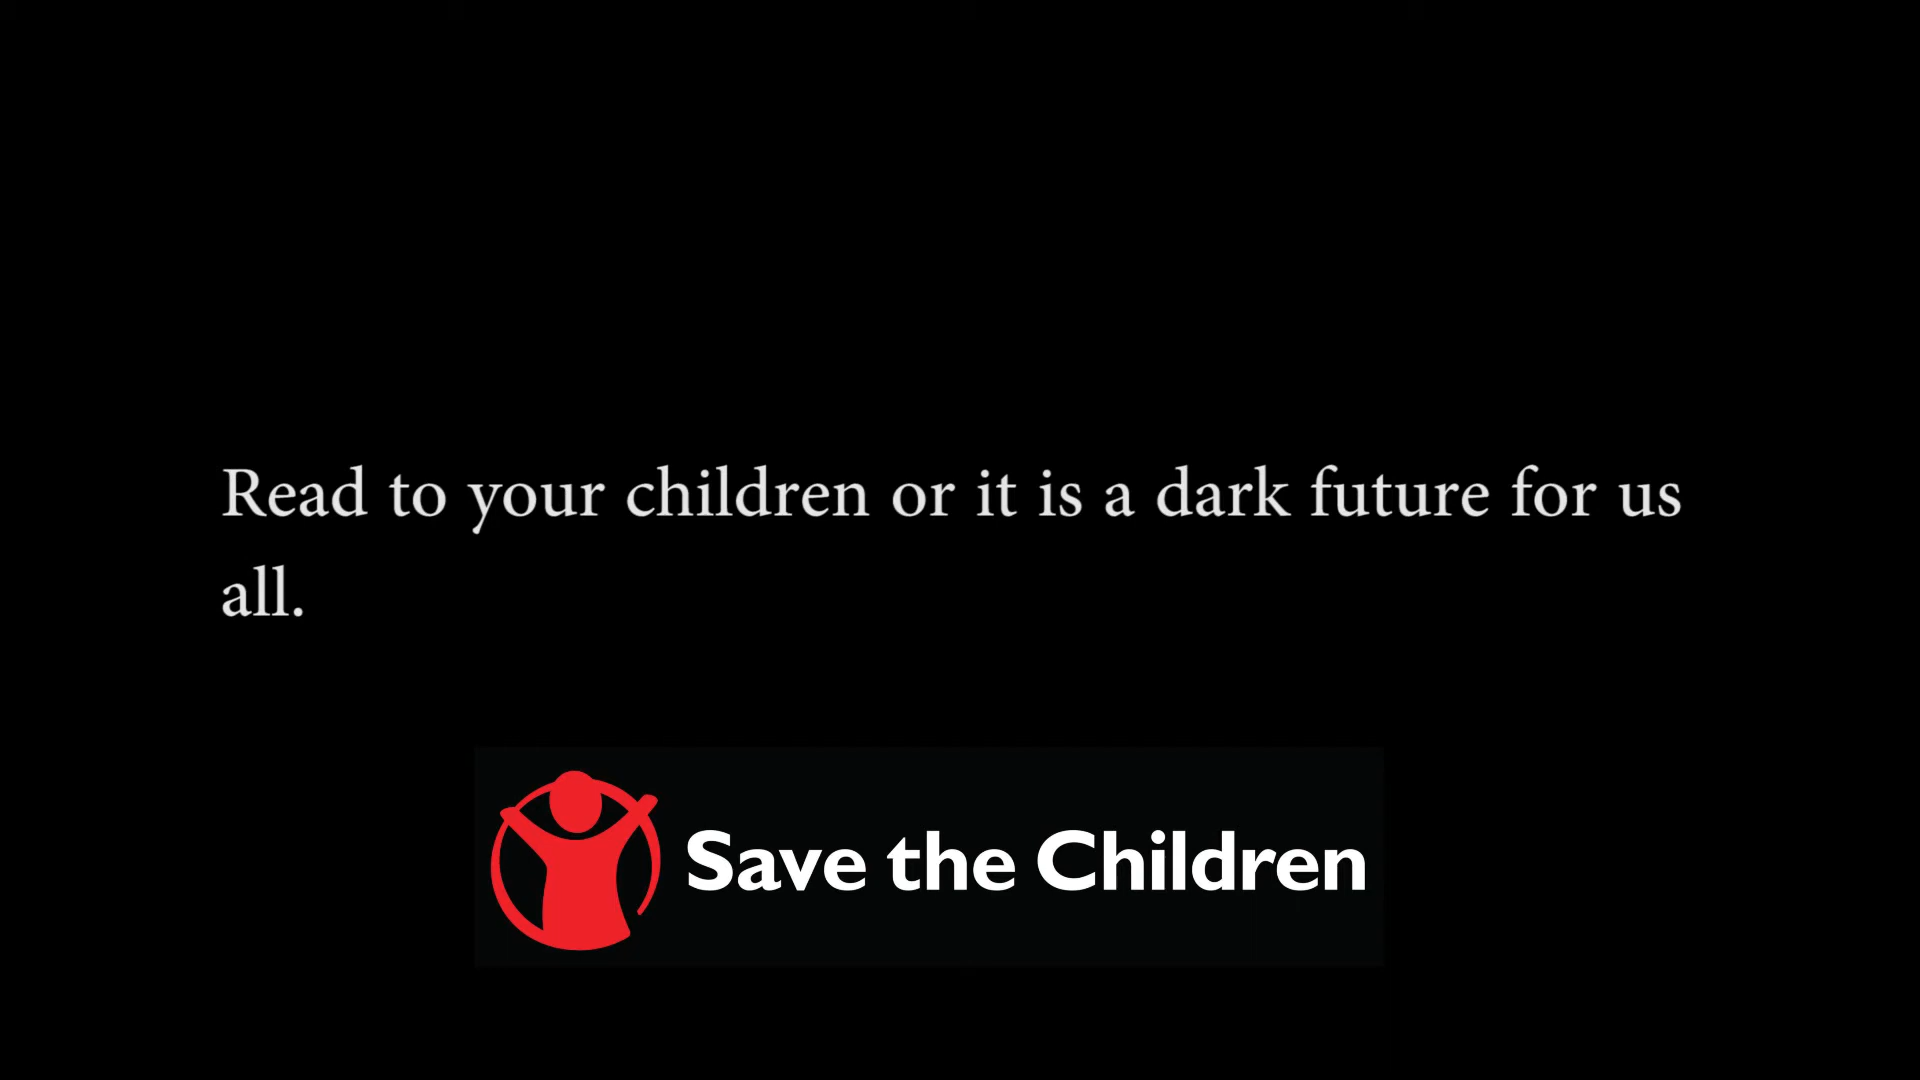 Read to your children or it is a dark future for us
all.
Save the Children